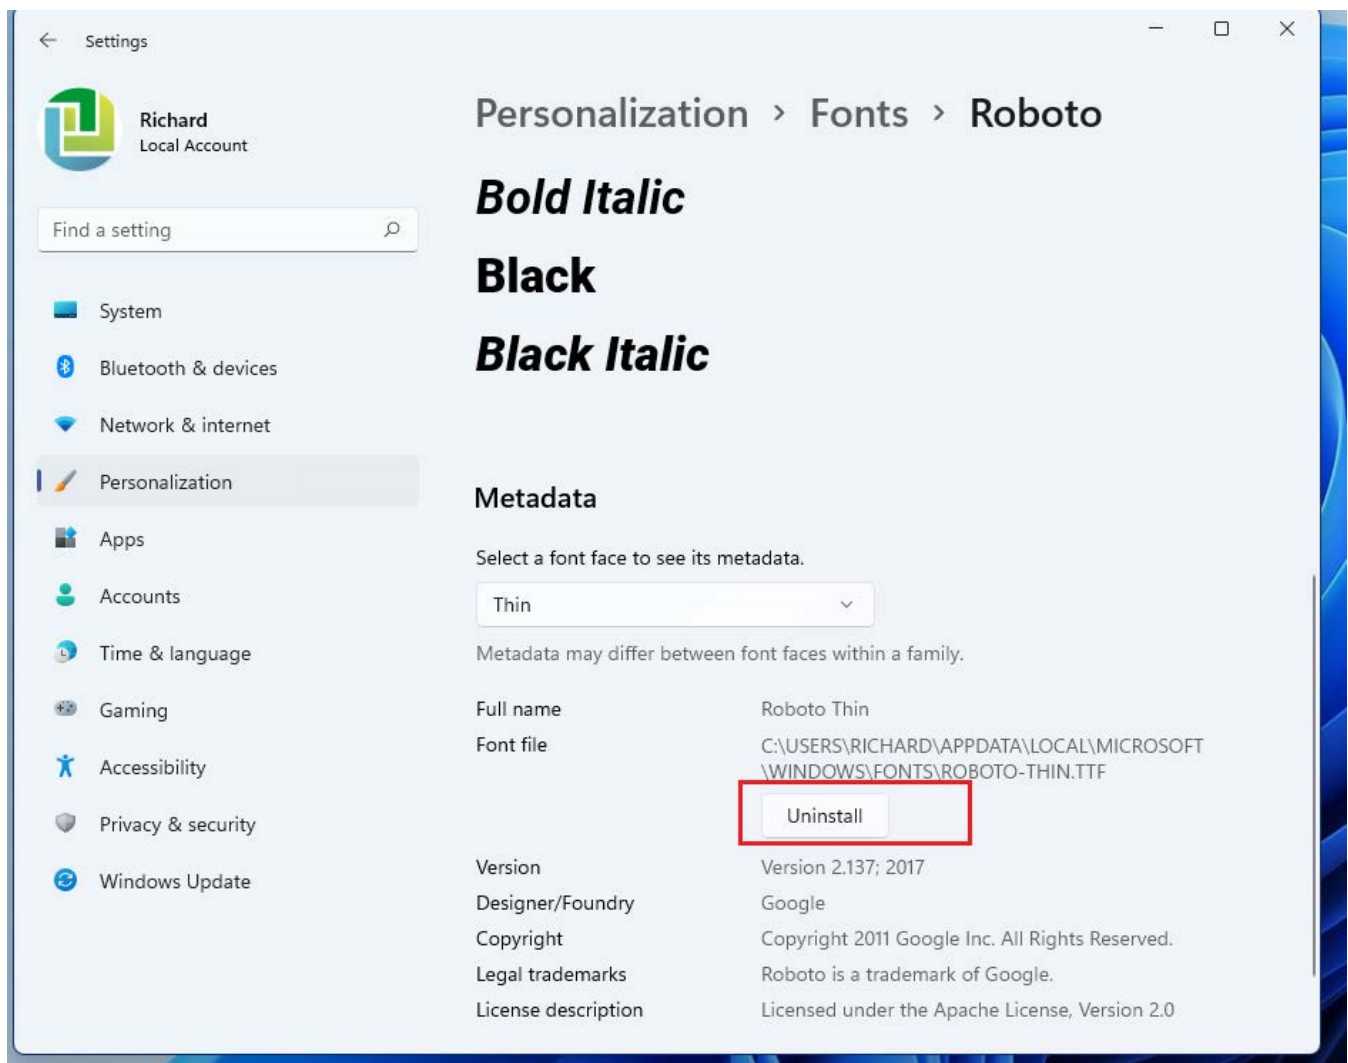 Settings
Richard
Local Account
Find a setting
System
Bluetooth & devices
Network & internet
Personalization
Apps
Accounts
Time & language
Gaming
Accessibility
Privacy & security
Windows Update
Personalization > Fonts > Roboto
Bold Italic
Black
Black Italic
Metadata
Select a font face to see its metadata.
Thin
Metadata may differ between font faces within a family.
Full name Roboto Thin
Font file C:\USERS\RICHARD\APPDATA\LOCAL\MICROSOFT
\WINDOWS\FONTS\ROBOTO-THIN.TTF
Uninstall
Version Version 2.137; 2017
Designer/Foundry Google
Copyright Copyright 2011 Google Inc. All Rights Reserved.
Legal trademarks Roboto is a trademark of Google.
License description Licensed under the Apache License, Version 2.0